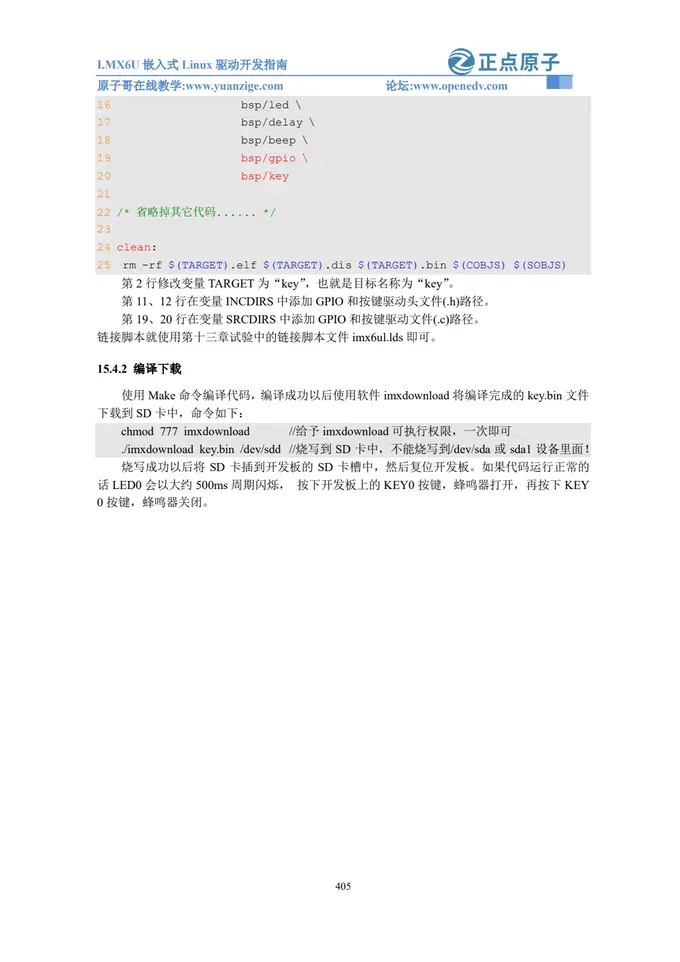 I.MX6U 嵌入式 Linux 驱动开发指南
正点原子
原子哥在线教学:www.yuanzige.com 论坛:www.openedv.com
16 bsp/led \
17 bsp/delay \
18 bsp/beep \
19 bsp/gpio \
20 bsp/key
21
22 /* 省略掉其它代码...... */
23
24 clean:
25 rm -rf $(TARGET).elf $(TARGET).dis $(TARGET).bin $(COBJS) $(SOBJS)
第 2 行修改变量 TARGET 为“key”，也就是目标名称为“key”。
第 11、12 行在变量 INCDIRS 中添加 GPIO 和按键驱动头文件(.h)路径。
第 19、20 行在变量 SRCDIRS 中添加 GPIO 和按键驱动文件(.c)路径。
链接脚本就使用第十三章试验中的链接脚本文件 imx6ul.lds 即可。
15.4.2 编译下载
使用 Make 命令编译代码，编译成功以后使用软件 imxdownload 将编译完成的 key.bin 文件
下载到 SD 卡中，命令如下：
chmod 777 imxdownload //给予 imxdownload 可执行权限，一次即可
./imxdownload key.bin /dev/sdd //烧写到 SD 卡中，不能烧写到/dev/sda 或 sda1 设备里面！
烧写成功以后将 SD 卡插到开发板的 SD 卡槽中，然后复位开发板。如果代码运行正常的
话 LED0 会以大约 500ms 周期闪烁， 按下开发板上的 KEY0 按键，蜂鸣器打开，再按下 KEY
0 按键，蜂鸣器关闭。
405